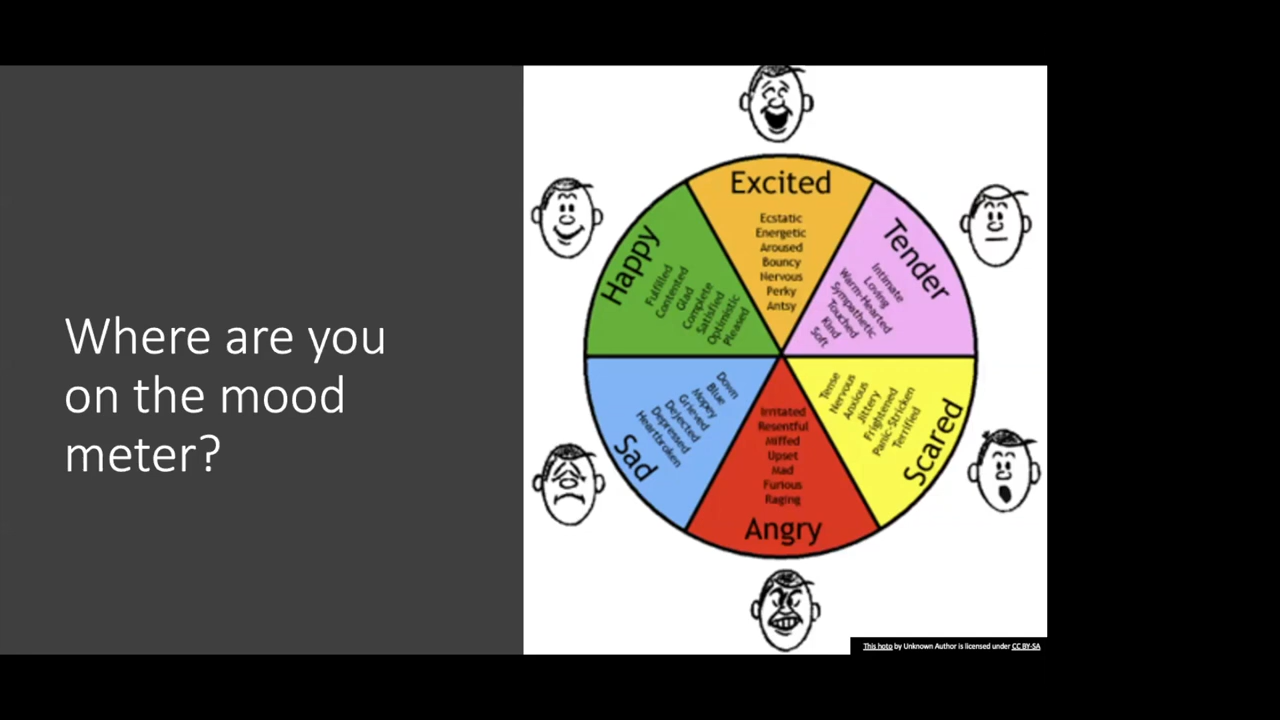 Where are you
on the mood
meter?
Excited
Ecstatic
Energetic
Aroused
Bouncy
Nervous
Perky
Antsy
Tender
Intimate
Loving
Warm-Hearted
Sympathetic
Touched
Kind
Soft
Scared
Tense
Nervous
Anxious
Jittery
Frightened
Panic-Stricken
Terrified
Angry
Irritated
Resentful
Miffed
Upset
Mad
Furious
Raging
Sad
Down
Blue
Mopey
Grieved
Dejected
Depressed
Heartbroken
Happy
Fulfilled
Contented
Glad
Complete
Satisfied
Optimistic
Pleased
This hoto by Unknown Author is licensed under CC BY-SA